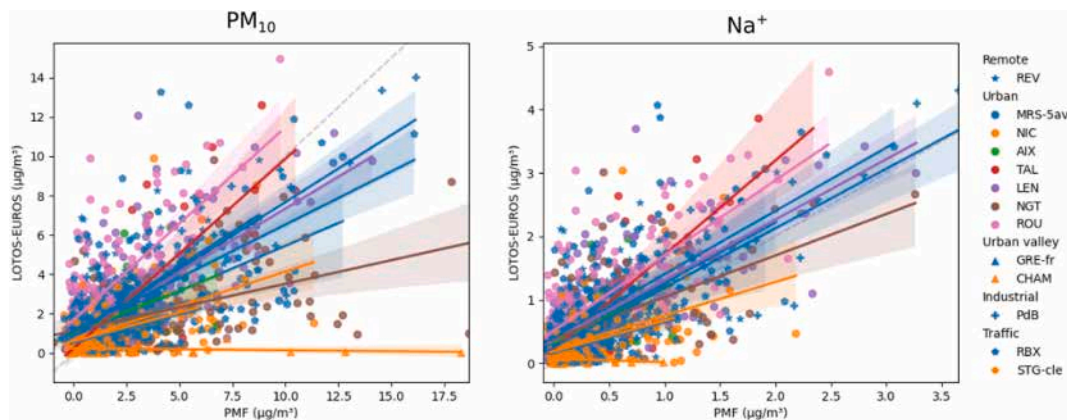 PM10
Na+
LOTOS-EUROS (µg/m³)
14
12
10
8
6
4
2
0
0.0 2.5 5.0 7.5 10.0 12.5 15.0 17.5
PMF (µg/m³)
LOTOS-EUROS (µg/m³)
5
4
3
2
1
0
0.0 0.5 1.0 1.5 2.0 2.5 3.0 3.5
PMF (µg/m³)
Remote
REV
Urban
MRS-5av
NIC
AIX
TAL
LEN
NGT
ROU
Urban valley
GRE-fr
CHAM
Industrial
PdB
Traffic
RBX
STG-cle